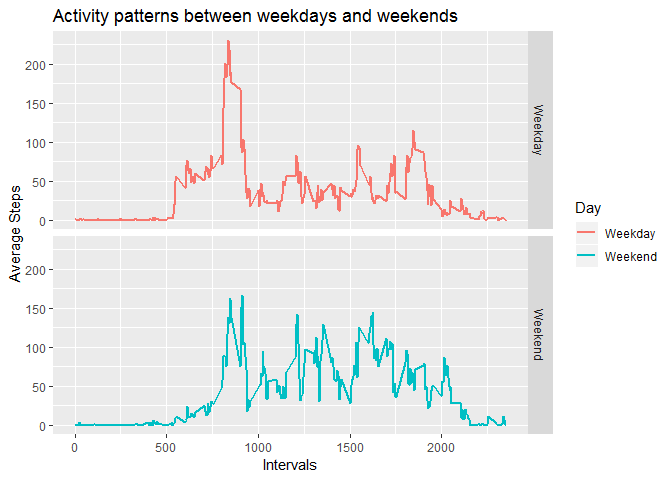 Activity patterns between weekdays and weekends
Average Steps
200
150
100
50
0
Weekday
200
150
100
50
0
Weekend
0
500
1000
1500
2000
Intervals
Day
Weekday
Weekend